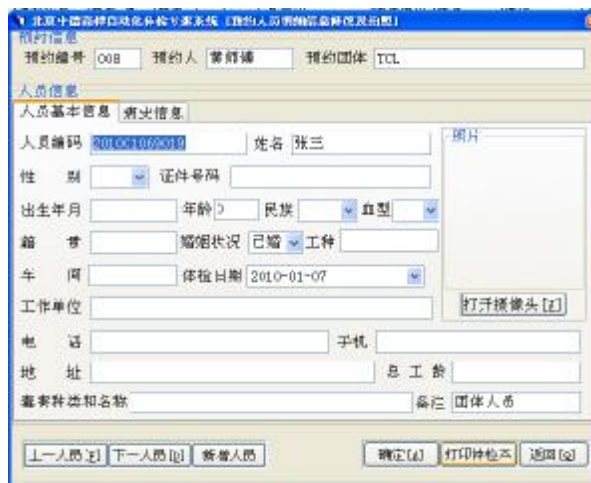 预约信息
预约编号 008 预约人 黄师傅 预约团体 TCL
人员信息
人员基本信息 病史信息
人员编码 姓名 张三 照片
性 别 证件号码
出生年月 年龄 0 民族 血型
籍 贯 婚姻状况 已婚 工种
车 间 体检日期 2010-01-07
工作单位 打开摄像头[Z]
电 话 手机
地 址 总 工 龄
毒害种类和名称 备注 团体人员
上一人员[F] 下一人员[D] 新增人员 确定[A] 打印体检 返回[Q]